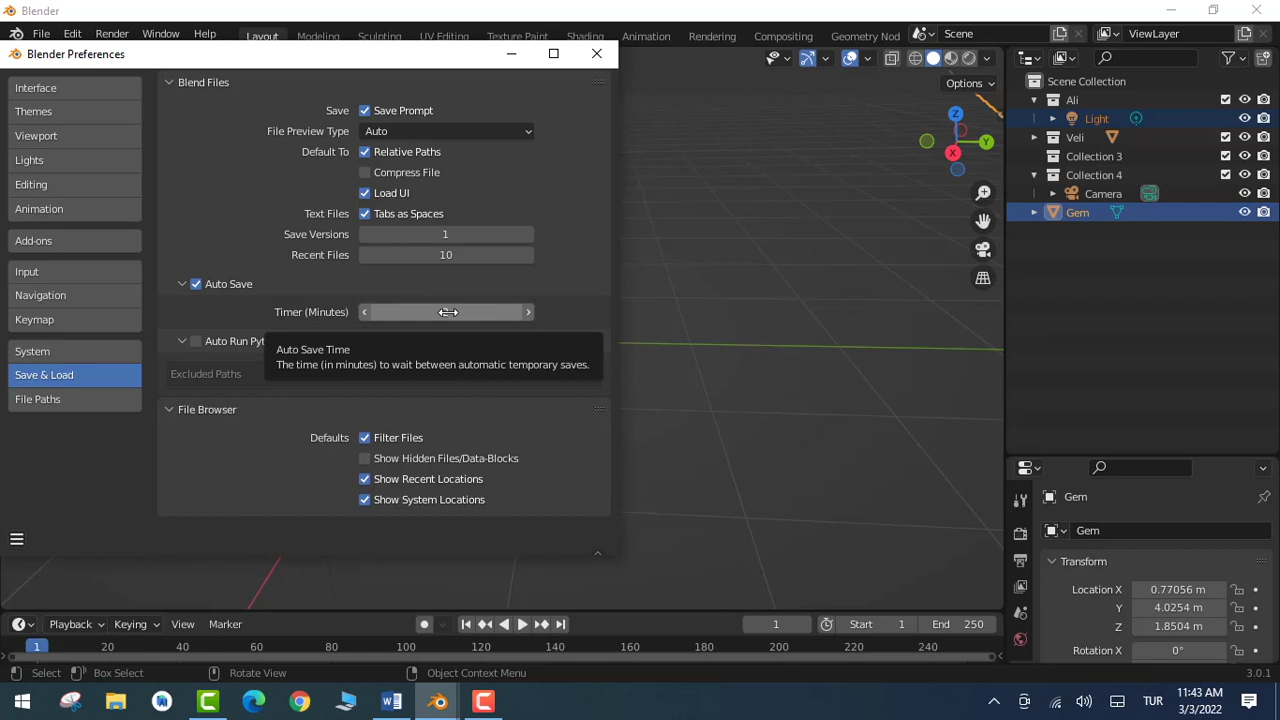 Blender
File Edit Render Window Help Layout Modeling Sculpting UV Editing Texture Paint Shading Animation Rendering Compositing Geometry Nod Scene ViewLayer
Blender Preferences
Options
Interface
Themes
Viewport
Lights
Editing
Animation
Add-ons
Input
Navigation
Keymap
System
Save & Load
File Paths
Blend Files
Save Save Prompt
File Preview Type Auto
Default To Relative Paths
Compress File
Load UI
Text Files Tabs as Spaces
Save Versions 1
Recent Files 10
Auto Save
Timer (Minutes)
Auto Run Pyt
Auto Save Time
The time (in minutes) to wait between automatic temporary saves.
Excluded Paths
File Browser
Defaults Filter Files
Show Hidden Files/Data-Blocks
Show Recent Locations
Show System Locations
Z
Y
X
Scene Collection
Ali
Light
Veli
Collection 3
Collection 4
Camera
Gem
Gem
Gem
Transform
Location X 0.77056 m
Y 4.0254 m
Z 1.8504 m
Rotation X 0°
Playback Keying View Marker 1 Start 1 End 250
1 20 40 60 80 100 120 140 160 180 200 220 240
Select Box Select Rotate View Object Context Menu 3.0.1
TUR
11:43 AM
3/3/2022